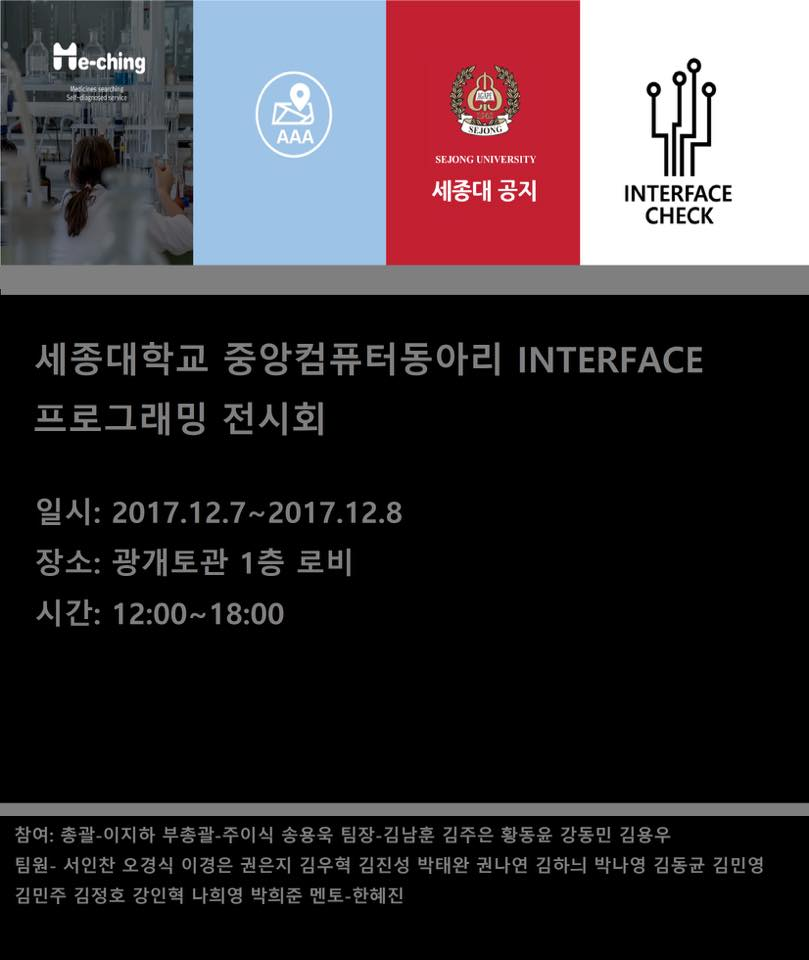 Me-ching
Medicines searching
Self-diagnosed service
AAA
AGAPE
1940
SEJONG
SEJONG UNIVERSITY
세종대 공지
INTERFACE
CHECK
세종대학교 중앙컴퓨터동아리 INTERFACE
프로그래밍 전시회
일시: 2017.12.7~2017.12.8
장소: 광개토관 1층 로비
시간: 12:00~18:00
참여: 총괄-이지하 부총괄-주이식 송용욱 팀장-김남훈 김주은 황동윤 강동민 김용우
팀원- 서인찬 오경식 이경은 권은지 김우혁 김진성 박태완 권나연 김하늬 박나영 김동균 김민영
김민주 김정호 강인혁 나희영 박희준 멘토-한혜진